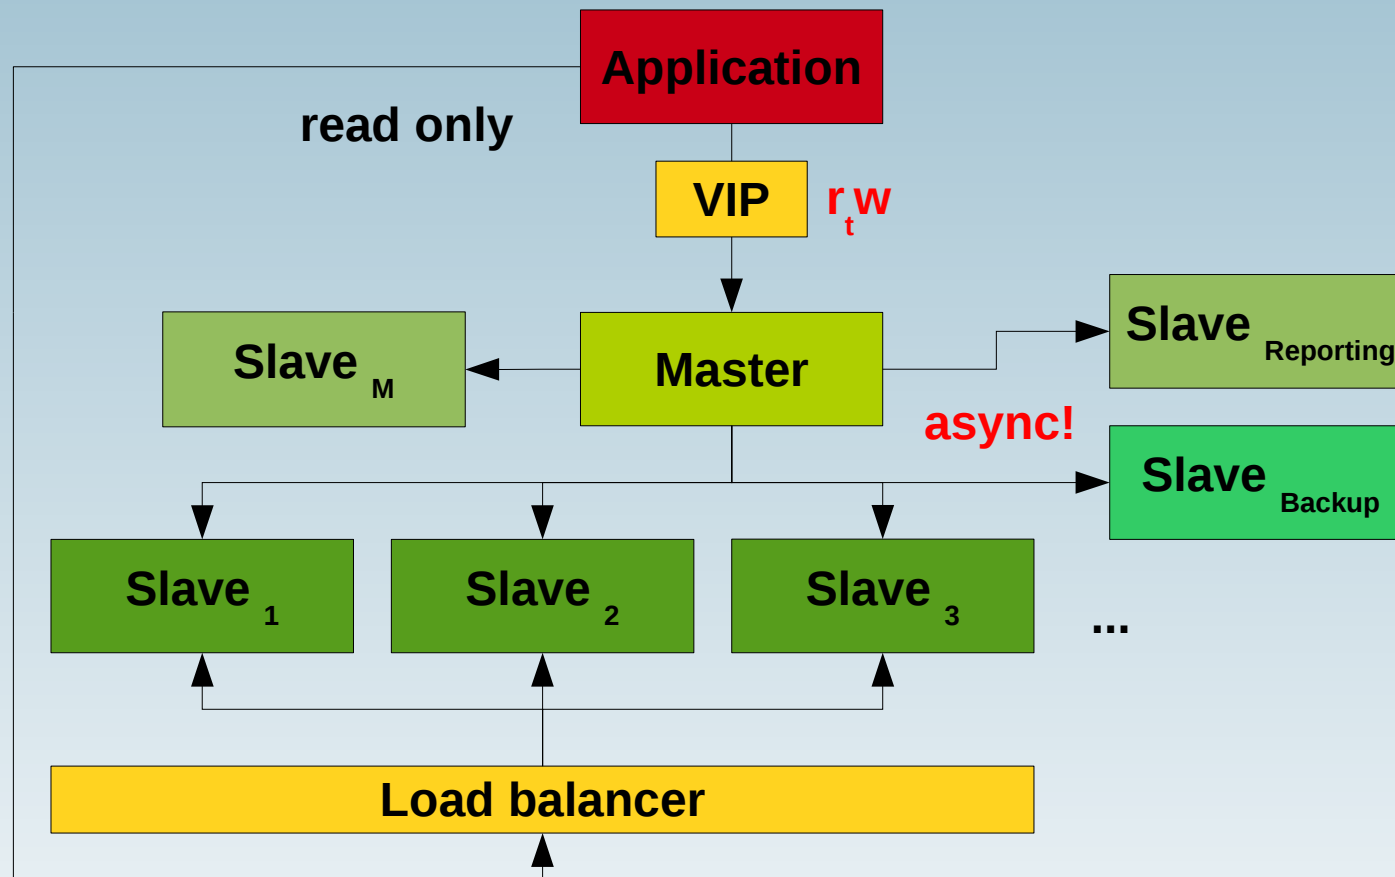 Application
read only
VIP
r_t w
Slave M
Master
Slave Reporting
async!
Slave Backup
Slave 1
Slave 2
Slave 3
...
Load balancer